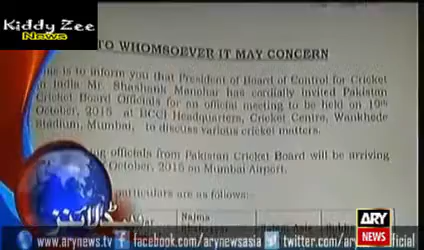 Kiddy Zee
News
TO WHOMSOEVER IT MAY CONCERN
is to inform you that President of Board of Control for Cricket
in India Mr. Shashank Manohar has cordially invited Pakistan
Cricket Board Officials for an official meeting to be held on 19th
October, 2015 at BCCI Headquarters, Cricket Centre, Wankhede
Stadium, Mumbai, to discuss various cricket matters.
officials from Pakistan Cricket Board will be arriving
October, 2015 on Mumbai Airport.
particulars are as follows:
Najma
ہیڈلائنز
ARY
NEWS
www.arynews.tv facebook.com/arynewsasia twitter.com/arynewsofficial